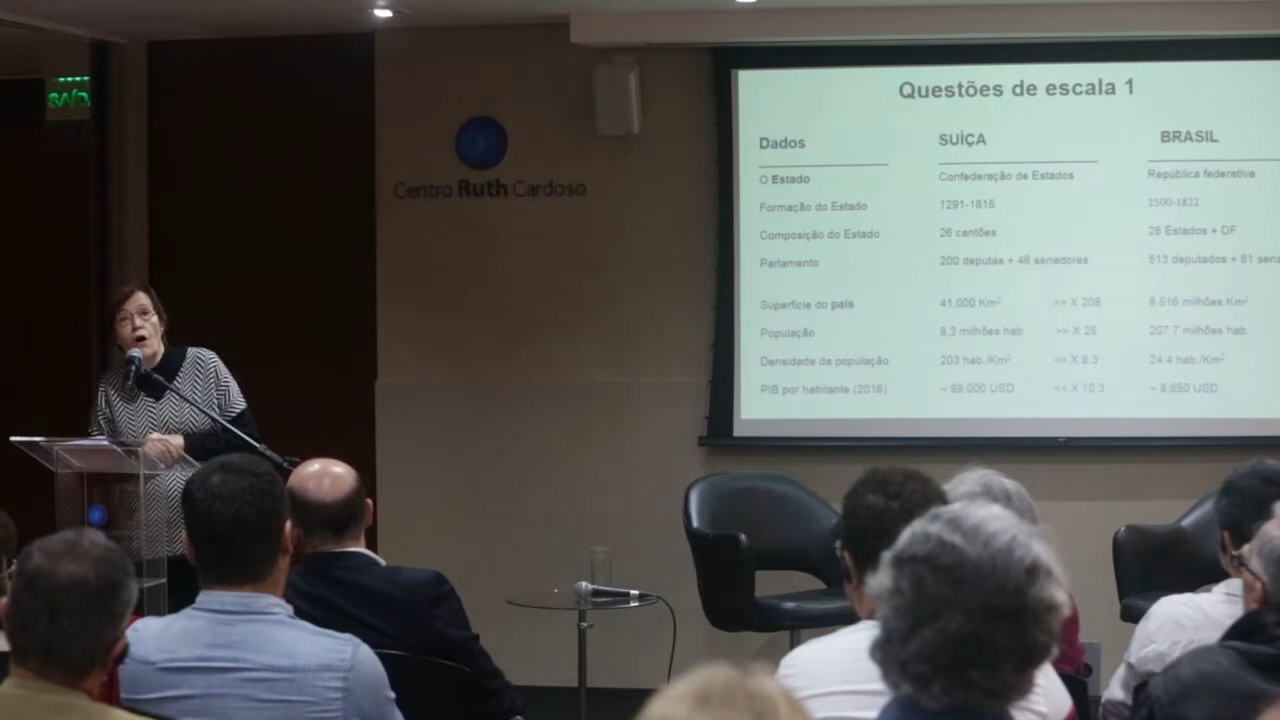 SAÍDA
Centro Ruth Cardoso
Questões de escala 1
Dados SUÍÇA BRASIL
O Estado Confederação de Estados República federativa
Formação do Estado 1291-1815 1500-1822
Composição do Estado 26 cantões 26 Estados + DF
Parlamento 200 deputas + 46 senadores 513 deputados + 81 sena
Superficie do país 41.000 Km² >> X 208 8.516 milhões Km²
População 8.3 milhões hab >> X 25 207.7 milhões hab.
Densidade da população 203 hab./Km² << X 8.3 24.4 hab./Km²
PIB por habitante (2016) ~ 89.000 USD << X 10.3 ~ 8.650 USD